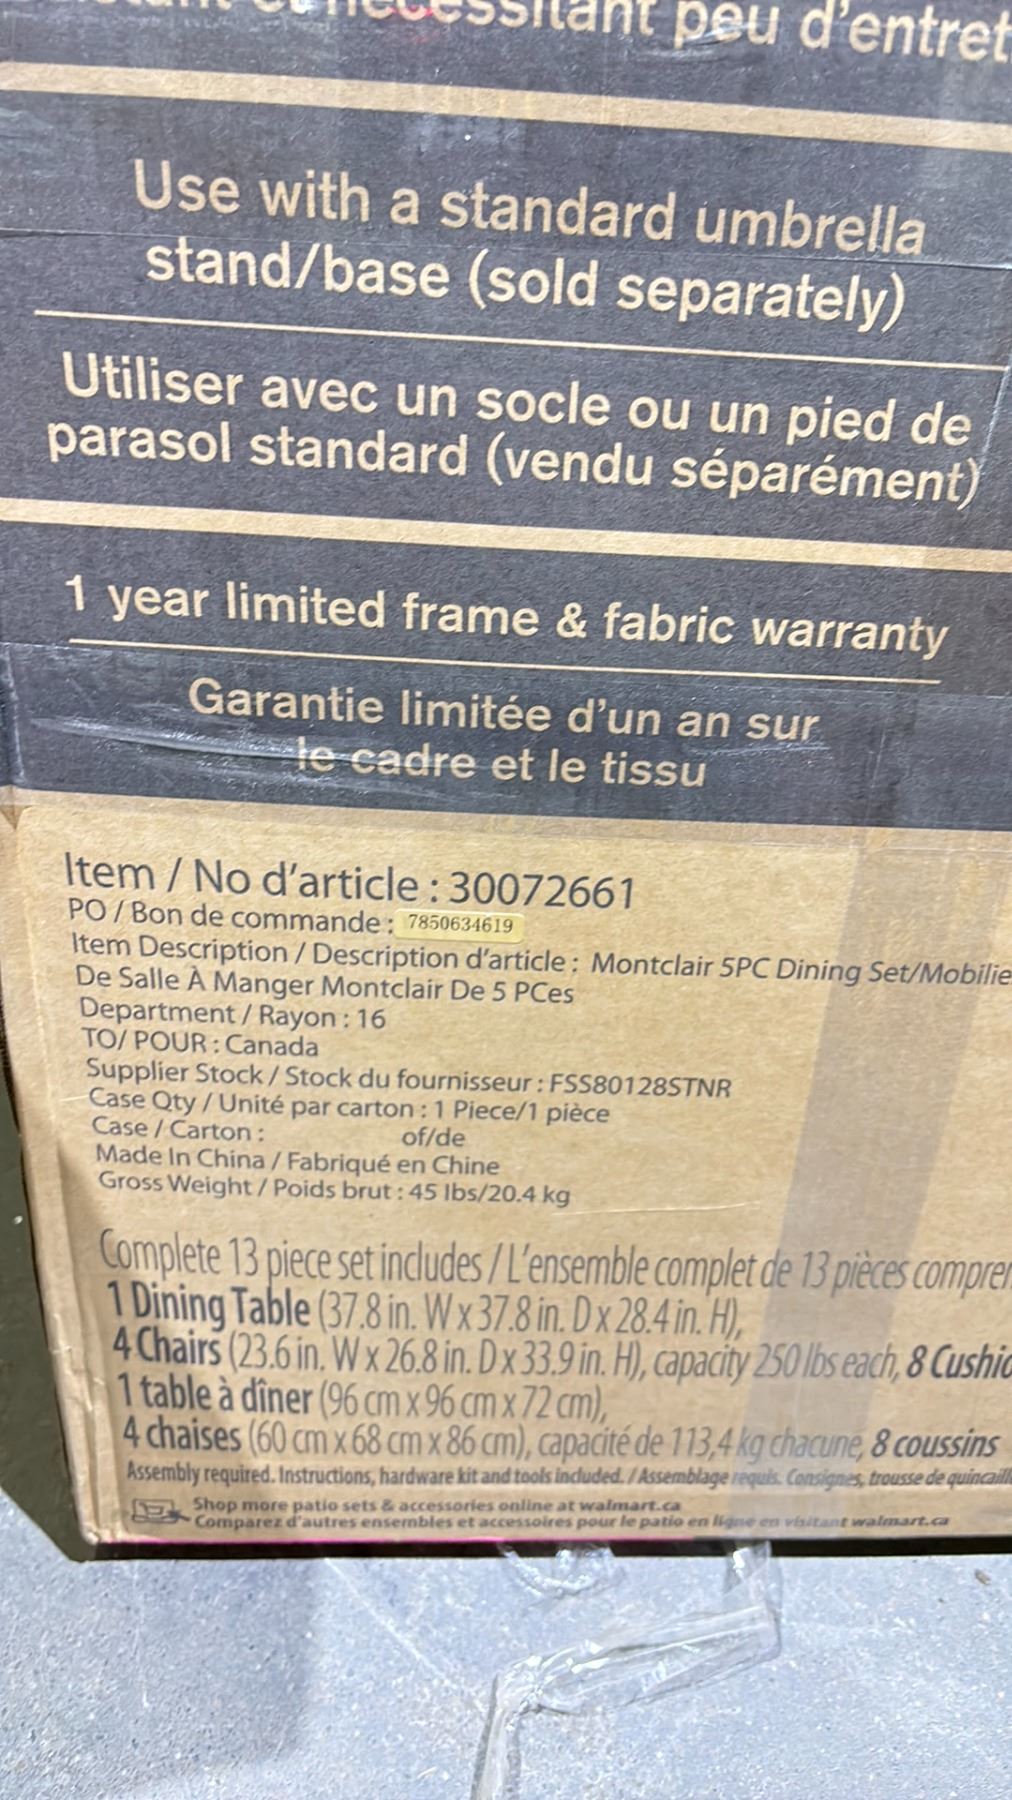 et nécessitant peu d'entret
Use with a standard umbrella
stand/base (sold separately)
Utiliser avec un socle ou un pied de
parasol standard (vendu séparément)
1 year limited frame & fabric warranty
Garantie limitée d'un an sur
le cadre et le tissu
Item / No d'article : 30072661
PO / Bon de commande : 7850634619
Item Description / Description d'article : Montclair 5PC Dining Set/Mobilie
De Salle À Manger Montclair De 5 PCes
Department / Rayon : 16
TO/ POUR : Canada
Supplier Stock / Stock du fournisseur : FSS80128STNR
Case Qty / Unité par carton : 1 Piece/1 pièce
Case / Carton : of/de
Made In China / Fabriqué en Chine
Gross Weight / Poids brut : 45 lbs/20.4 kg
Complete 13 piece set includes / L'ensemble complet de 13 pièces compren
1 Dining Table (37.8 in. W x 37.8 in. D x 28.4 in. H),
4 Chairs (23.6 in. W x 26.8 in. D x 33.9 in. H), capacity 250 lbs each, 8 Cushio
1 table à dîner (96 cm x 96 cm x 72 cm),
4 chaises (60 cm x 68 cm x 86 cm), capacité de 113,4 kg chacune, 8 coussins
Assembly required. Instructions, hardware kit and tools included. / Assemblage requis. Consignes, trousse de quincaill
Shop more patio sets & accessories online at walmart.ca
Comparez d'autres ensembles et accessoires pour le patio en ligne en visitant walmart.ca